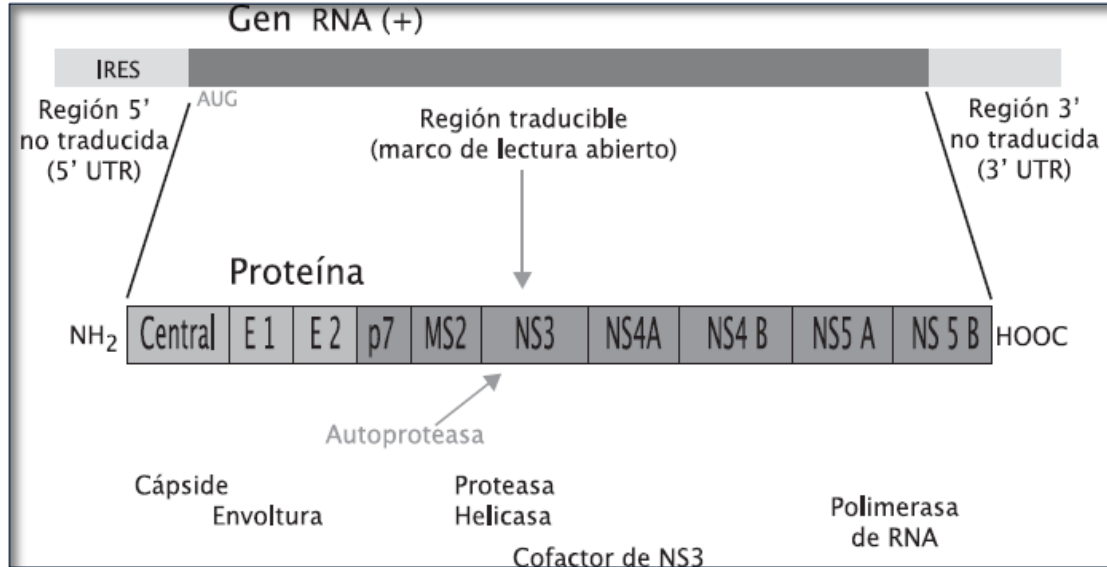 Gen RNA (+)
IRES
AUG
Región 5'
no traducida
(5' UTR)
Región traducible
(marco de lectura abierto)
Región 3'
no traducida
(3' UTR)
Proteína
NH2 Central E 1 E 2 p7 MS2 NS3 NS4A NS4 B NS5 A NS 5 B HOOC
Autoproteasa
Cápside
Envoltura
Proteasa
Helicasa
Cofactor de NS3
Polimerasa
de RNA